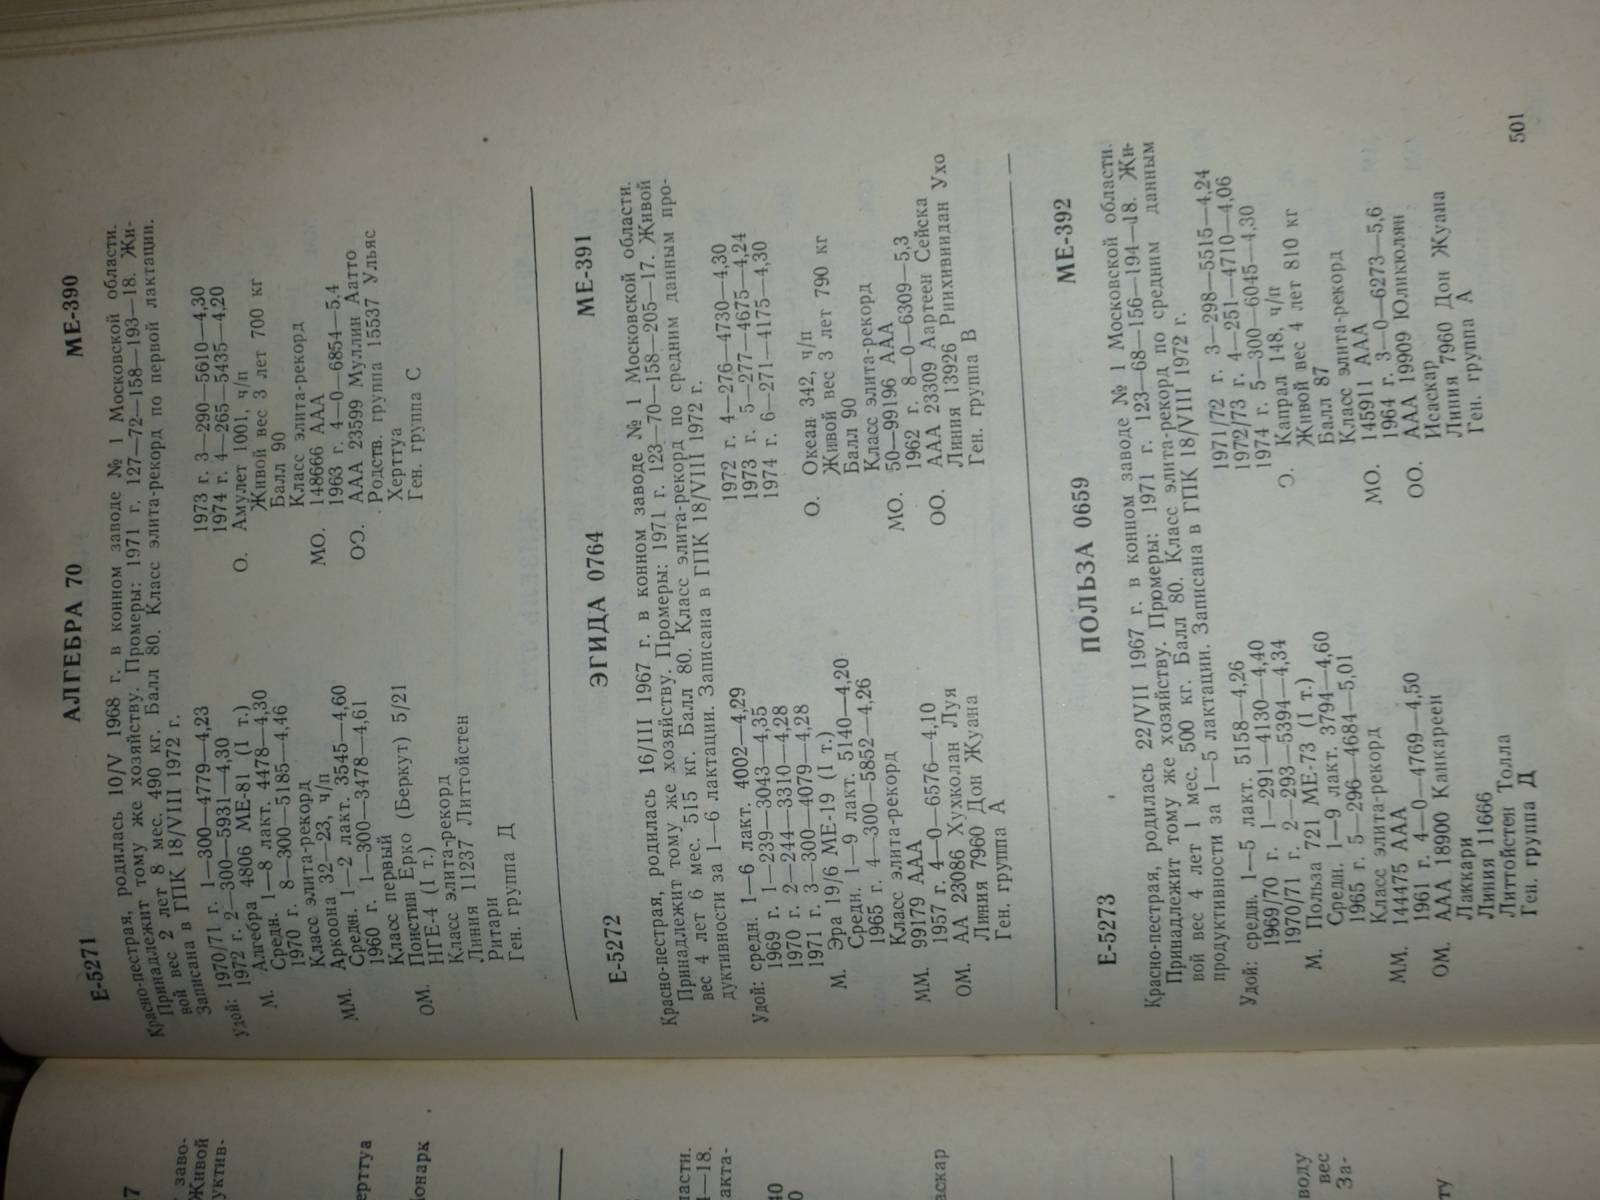 Е-5271 АЛГЕБРА 70 МЕ-390
Красно-пестрая, родилась 10/V 1968 г. в конном заводе № 1 Московской области.
Принадлежит тому же хозяйству. Промеры: 1971 г. 127—72—158—193—18. Жи-
вой вес 2 лет 8 мес. 490 кг. Балл 80. Класс элита-рекорд по первой лактации.
Записана в ГПК 18/VIII 1972 г.
Удой: 1970/71 г. 1—300—4779—4,23
1972 г. 2—300—5931—4,30
М. Алгебра 4806 МЕ-81 (I т.)
Средн. 1—8 лакт. 4478—4,30
1970 г. 8—300—5185—4,46
Класс элита-рекорд
ММ. Аркоона 32—23, ч/п
Средн. 1—2 лакт. 3545—4,60
1960 г. 1—300—3478—4,61
Класс первый
ОМ. Понстин Ерко (Беркут) 5/21
НГЕ-4 (I т.)
Класс элита-рекорд
Линия 11237 Литтойстен
Ритари
Ген. группа Д
1973 г. 3—290—5610—4,30
1974 г. 4—265—5435—4,20
О. Амулет 1001, ч/п
Живой вес 3 лет 700 кг
Балл 90
Класс элита-рекорд
МО. 148666 ААА
1963 г. 4—0—6854—5,4
ОО. ААА 23599 Муллин Аатто
Родств. группа 15537 Ульяс
Херттуа
Ген. группа С
Е-5272 ЭГИДА 0764 МЕ-391
Красно-пестрая, родилась 16/III 1967 г. в конном заводе № 1 Московской области.
Принадлежит тому же хозяйству. Промеры: 1971 г. 123—70—158—205—17. Живой
вес 4 лет 6 мес. 515 кг. Балл 80. Класс элита-рекорд по средним данным про-
дуктивности за 1—6 лактации. Записана в ГПК 18/VIII 1972 г.
Удой: средн. 1—6 лакт. 4002—4,29
1969 г. 1—239—3043—4,35
1970 г. 2—244—3310—4,28
1971 г. 3—300—4079—4,28
М. Эра 19/6 МЕ-19 (I т.)
Средн. 1—9 лакт. 5140—4,20
1965 г. 4—300—5852—4,26
Класс элита-рекорд
ММ. 99179 ААА
1957 г. 4—0—6576—4,10
ОМ. АА 23086 Хухколан Луя
Линия 7960 Дон Жуана
Ген. группа А
1972 г. 4—276—4730—4,30
1973 г. 5—277—4675—4,24
1974 г. 6—271—4175—4,30
О. Океан 342, ч/п
Живой вес 3 лет 790 кг
Балл 90
Класс элита-рекорд
МО. 50—99196 ААА
1962 г. 8—0—6309—5,3
ОО. ААА 23309 Аартеен Сейска
Линия 13926 Риихивидан Ухо
Ген. группа В
Е-5273 ПОЛЬЗА 0659 МЕ-392
Красно-пестрая, родилась 22/VII 1967 г. в конном заводе № 1 Московской области.
Принадлежит тому же хозяйству. Промеры: 1971 г. 123—68—156—194—18. Жи-
вой вес 4 лет 1 мес. 500 кг. Балл 80. Класс элита-рекорд по средним данным
продуктивности за 1—5 лактации. Записана в ГПК 18/VIII 1972 г.
Удой: средн. 1—5 лакт. 5158—4,26
1969/70 г. 1—291—4130—4,40
1970/71 г. 2—293—5394—4,34
М. Польза 721 МЕ-73 (I т.)
Средн. 1—9 лакт. 3794—4,60
1965 г. 5—296—4684—5,01
Класс элита-рекорд
ММ. 14475 ААА
1961 г. 4—0—4769—4,50
ОМ. ААА 18900 Канкареен
Лаккари
Линия 11666
Литтойстен Толла
Ген. группа Д
1971/72 г. 3—298—5515—4,24
1972/73 г. 4—251—4710—4,06
1974 г. 5—300—6045—4,30
О. Капрал 148, ч/п
Живой вес 4 лет 810 кг
Балл 87
Класс элита-рекорд
МО. 145911 ААА
1964 г. 3—0—6273—5,6
ОО. ААА 19909 Юликюлян
Исаскар
Линия 7960 Дон Жуана
Ген. группа А
501
7
заво-
Живой
уктив-
ерттуа
онарк
ласти.
1—18.
акта-
40
0
аскар
воду
вес
За-
ту